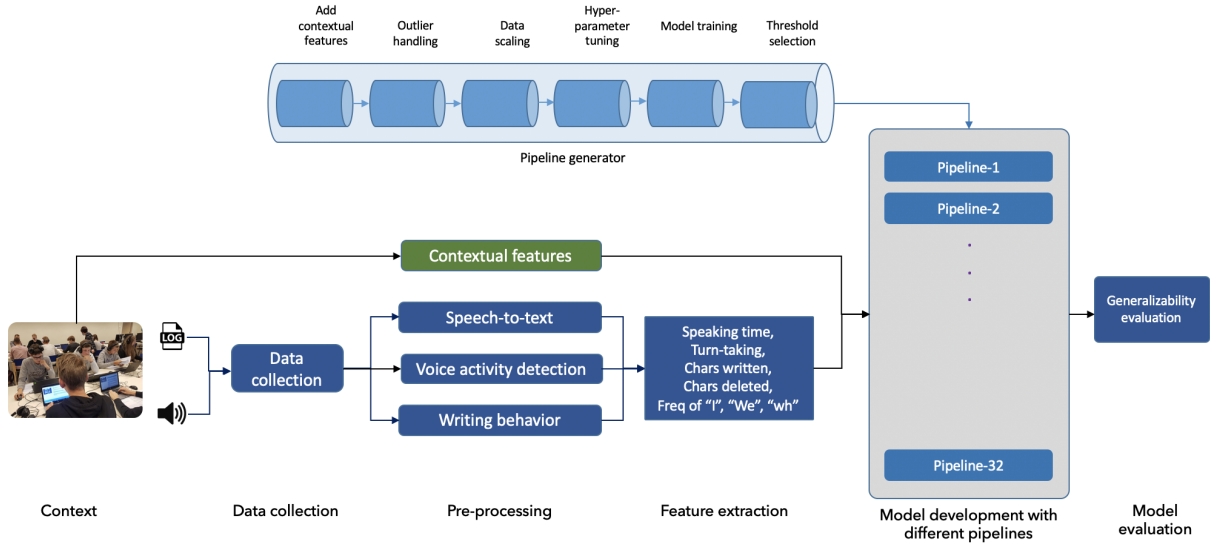 Add
contextual
features
Outlier
handling
Data
scaling
Hyper-
parameter
tuning
Model training
Threshold
selection
Pipeline generator
Pipeline-1
Pipeline-2
Contextual features
Generalizability
evaluation
LOG
Speech-to-text
Data
collection
Voice activity detection
Writing behavior
Speaking time,
Turn-taking,
Chars written,
Chars deleted,
Freq of “I”, “We”, “wh”
Pipeline-32
Context
Data collection
Pre-processing
Feature extraction
Model development with
different pipelines
Model
evaluation